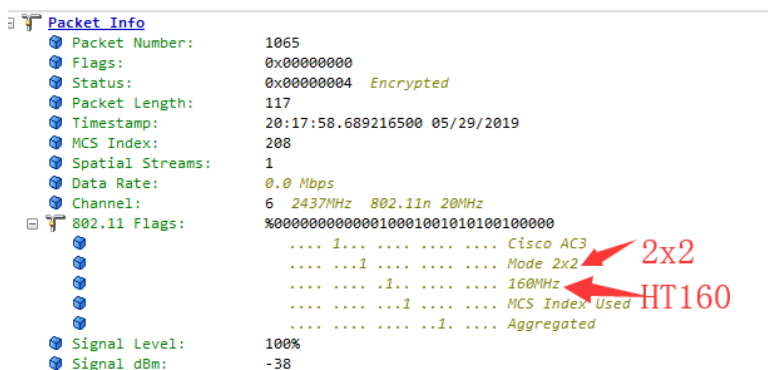 Packet Info
Packet Number: 1065
Flags: 0x00000000
Status: 0x00000004 Encrypted
Packet Length: 117
Timestamp: 20:17:58.689216500 05/29/2019
MCS Index: 208
Spatial Streams: 1
Data Rate: 0.0 Mbps
Channel: 6 2437MHz 802.11n 20MHz
802.11 Flags: %00000000000010001001010100100000
.... 1... .... .... .... Cisco AC3
.... ...1 .... .... .... Mode 2x2 2x2
.... .... .1.. .... .... 160MHz HT160
.... .... ...1 .... .... MCS Index Used
.... .... .... ..1. .... Aggregated
Signal Level: 100%
Signal dBm: -38